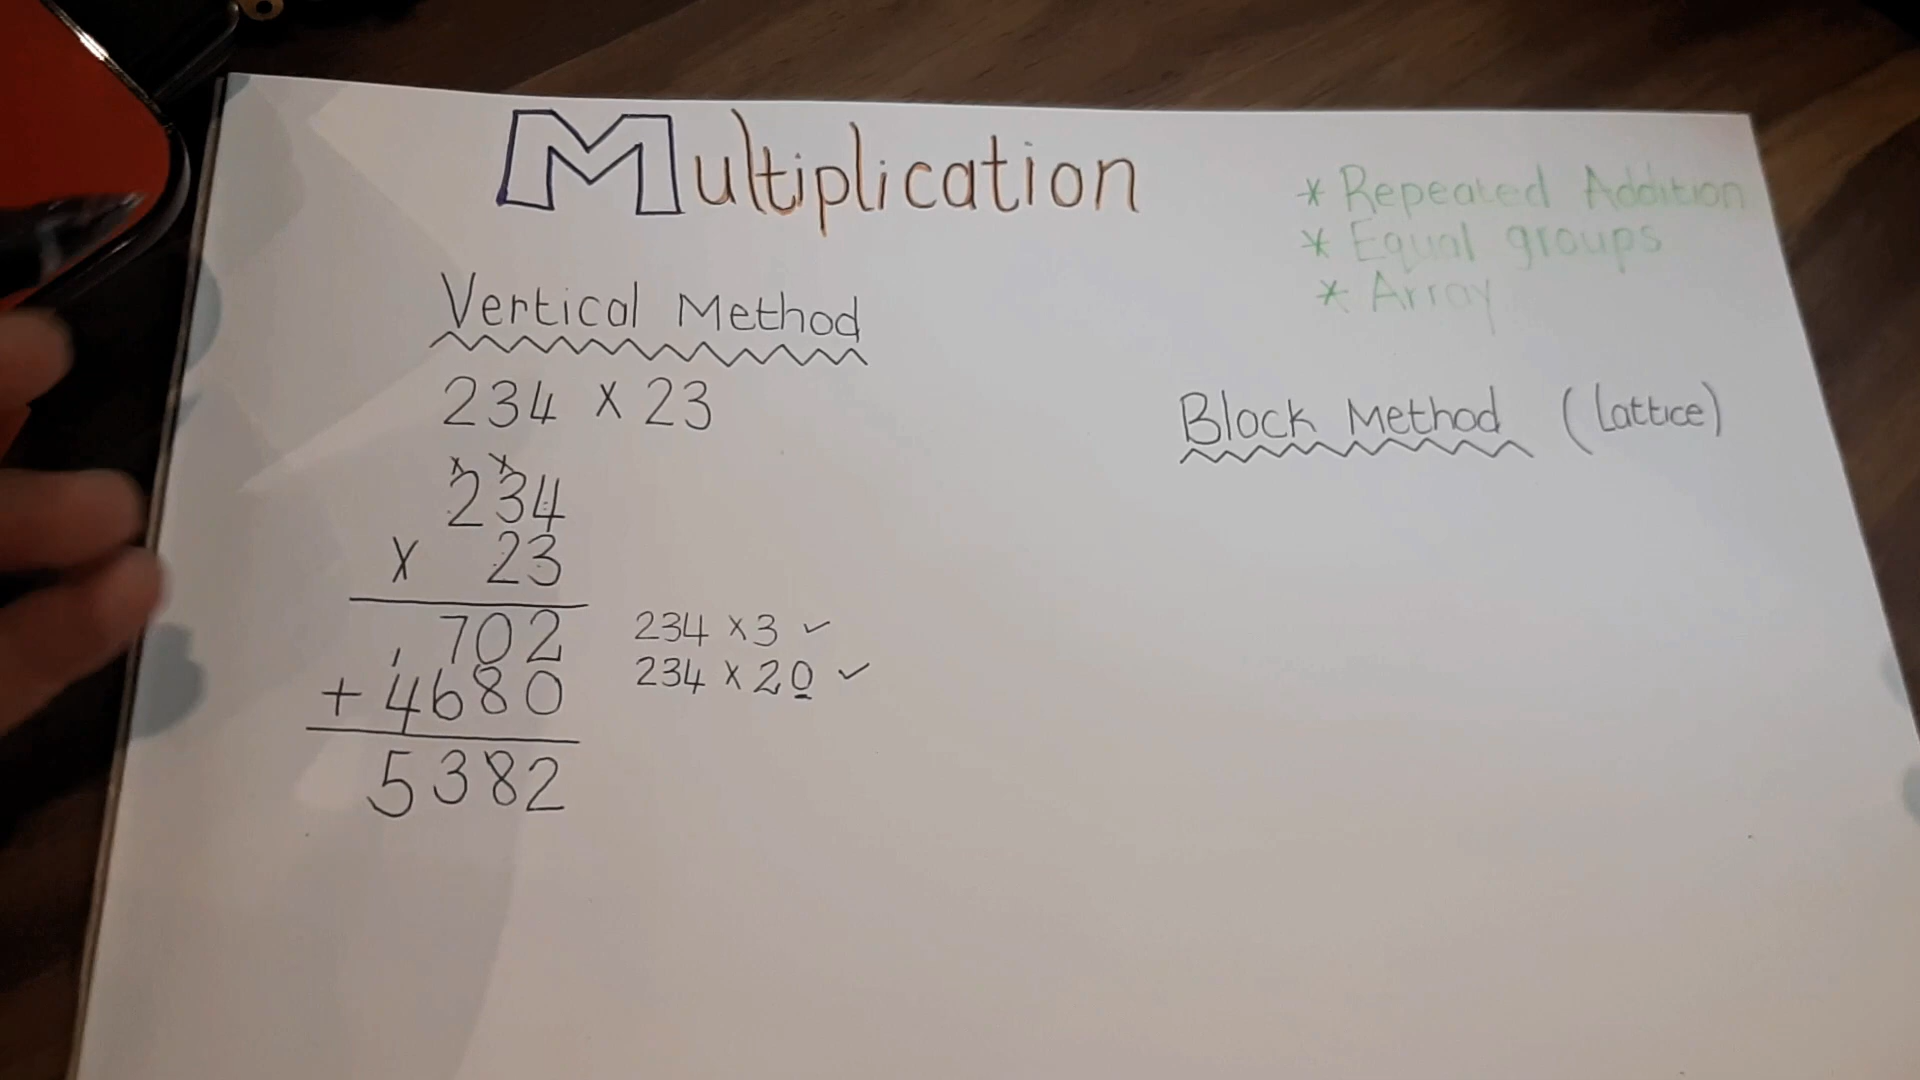 Multiplication
* Repeated Addition
* Equal groups
* Array
Vertical Method
234 x 23
234
x 23
702 234 x 3 ✓
+ 4680 234 x 20 ✓
5382
Block Method (Lattice)